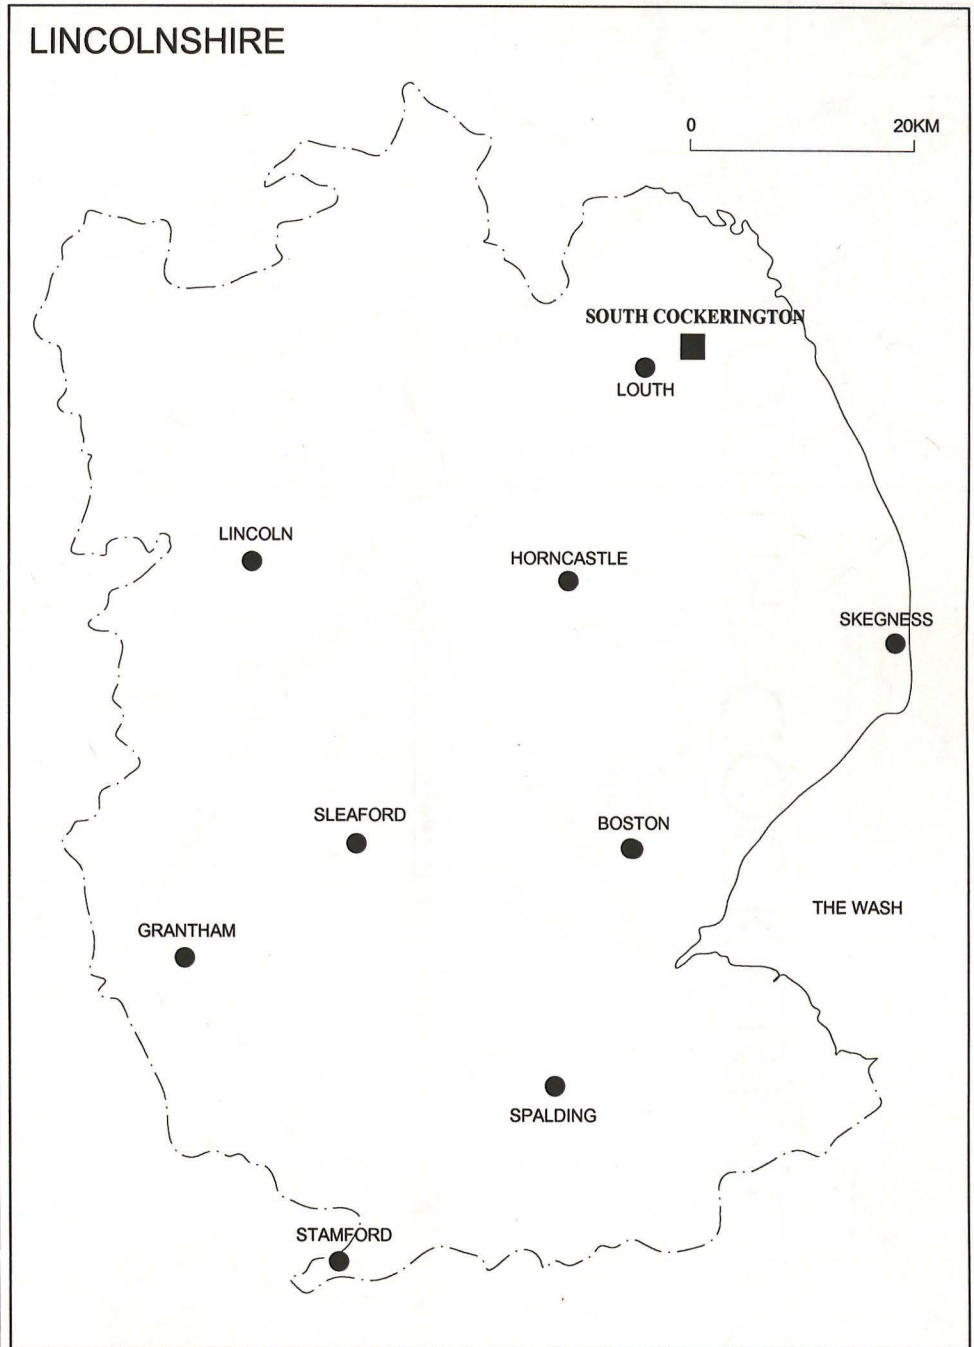 LINCOLNSHIRE
0 20KM
SOUTH COCKERINGTON
LOUTH
LINCOLN
HORNCASTLE
SKEGNESS
SLEAFORD
BOSTON
THE WASH
GRANTHAM
SPALDING
STAMFORD